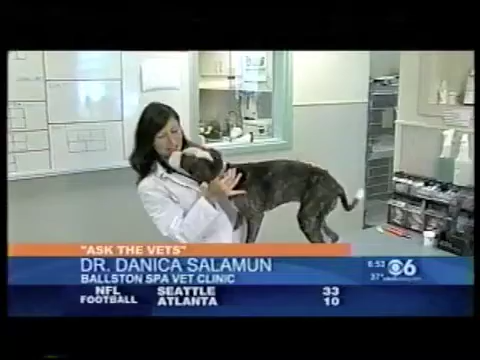 "ASK THE VETS"
DR. DANICA SALAMUN
BALLSTON SPA VET CLINIC
6:53
37°
6
NFL FOOTBALL
SEATTLE 33
ATLANTA 10